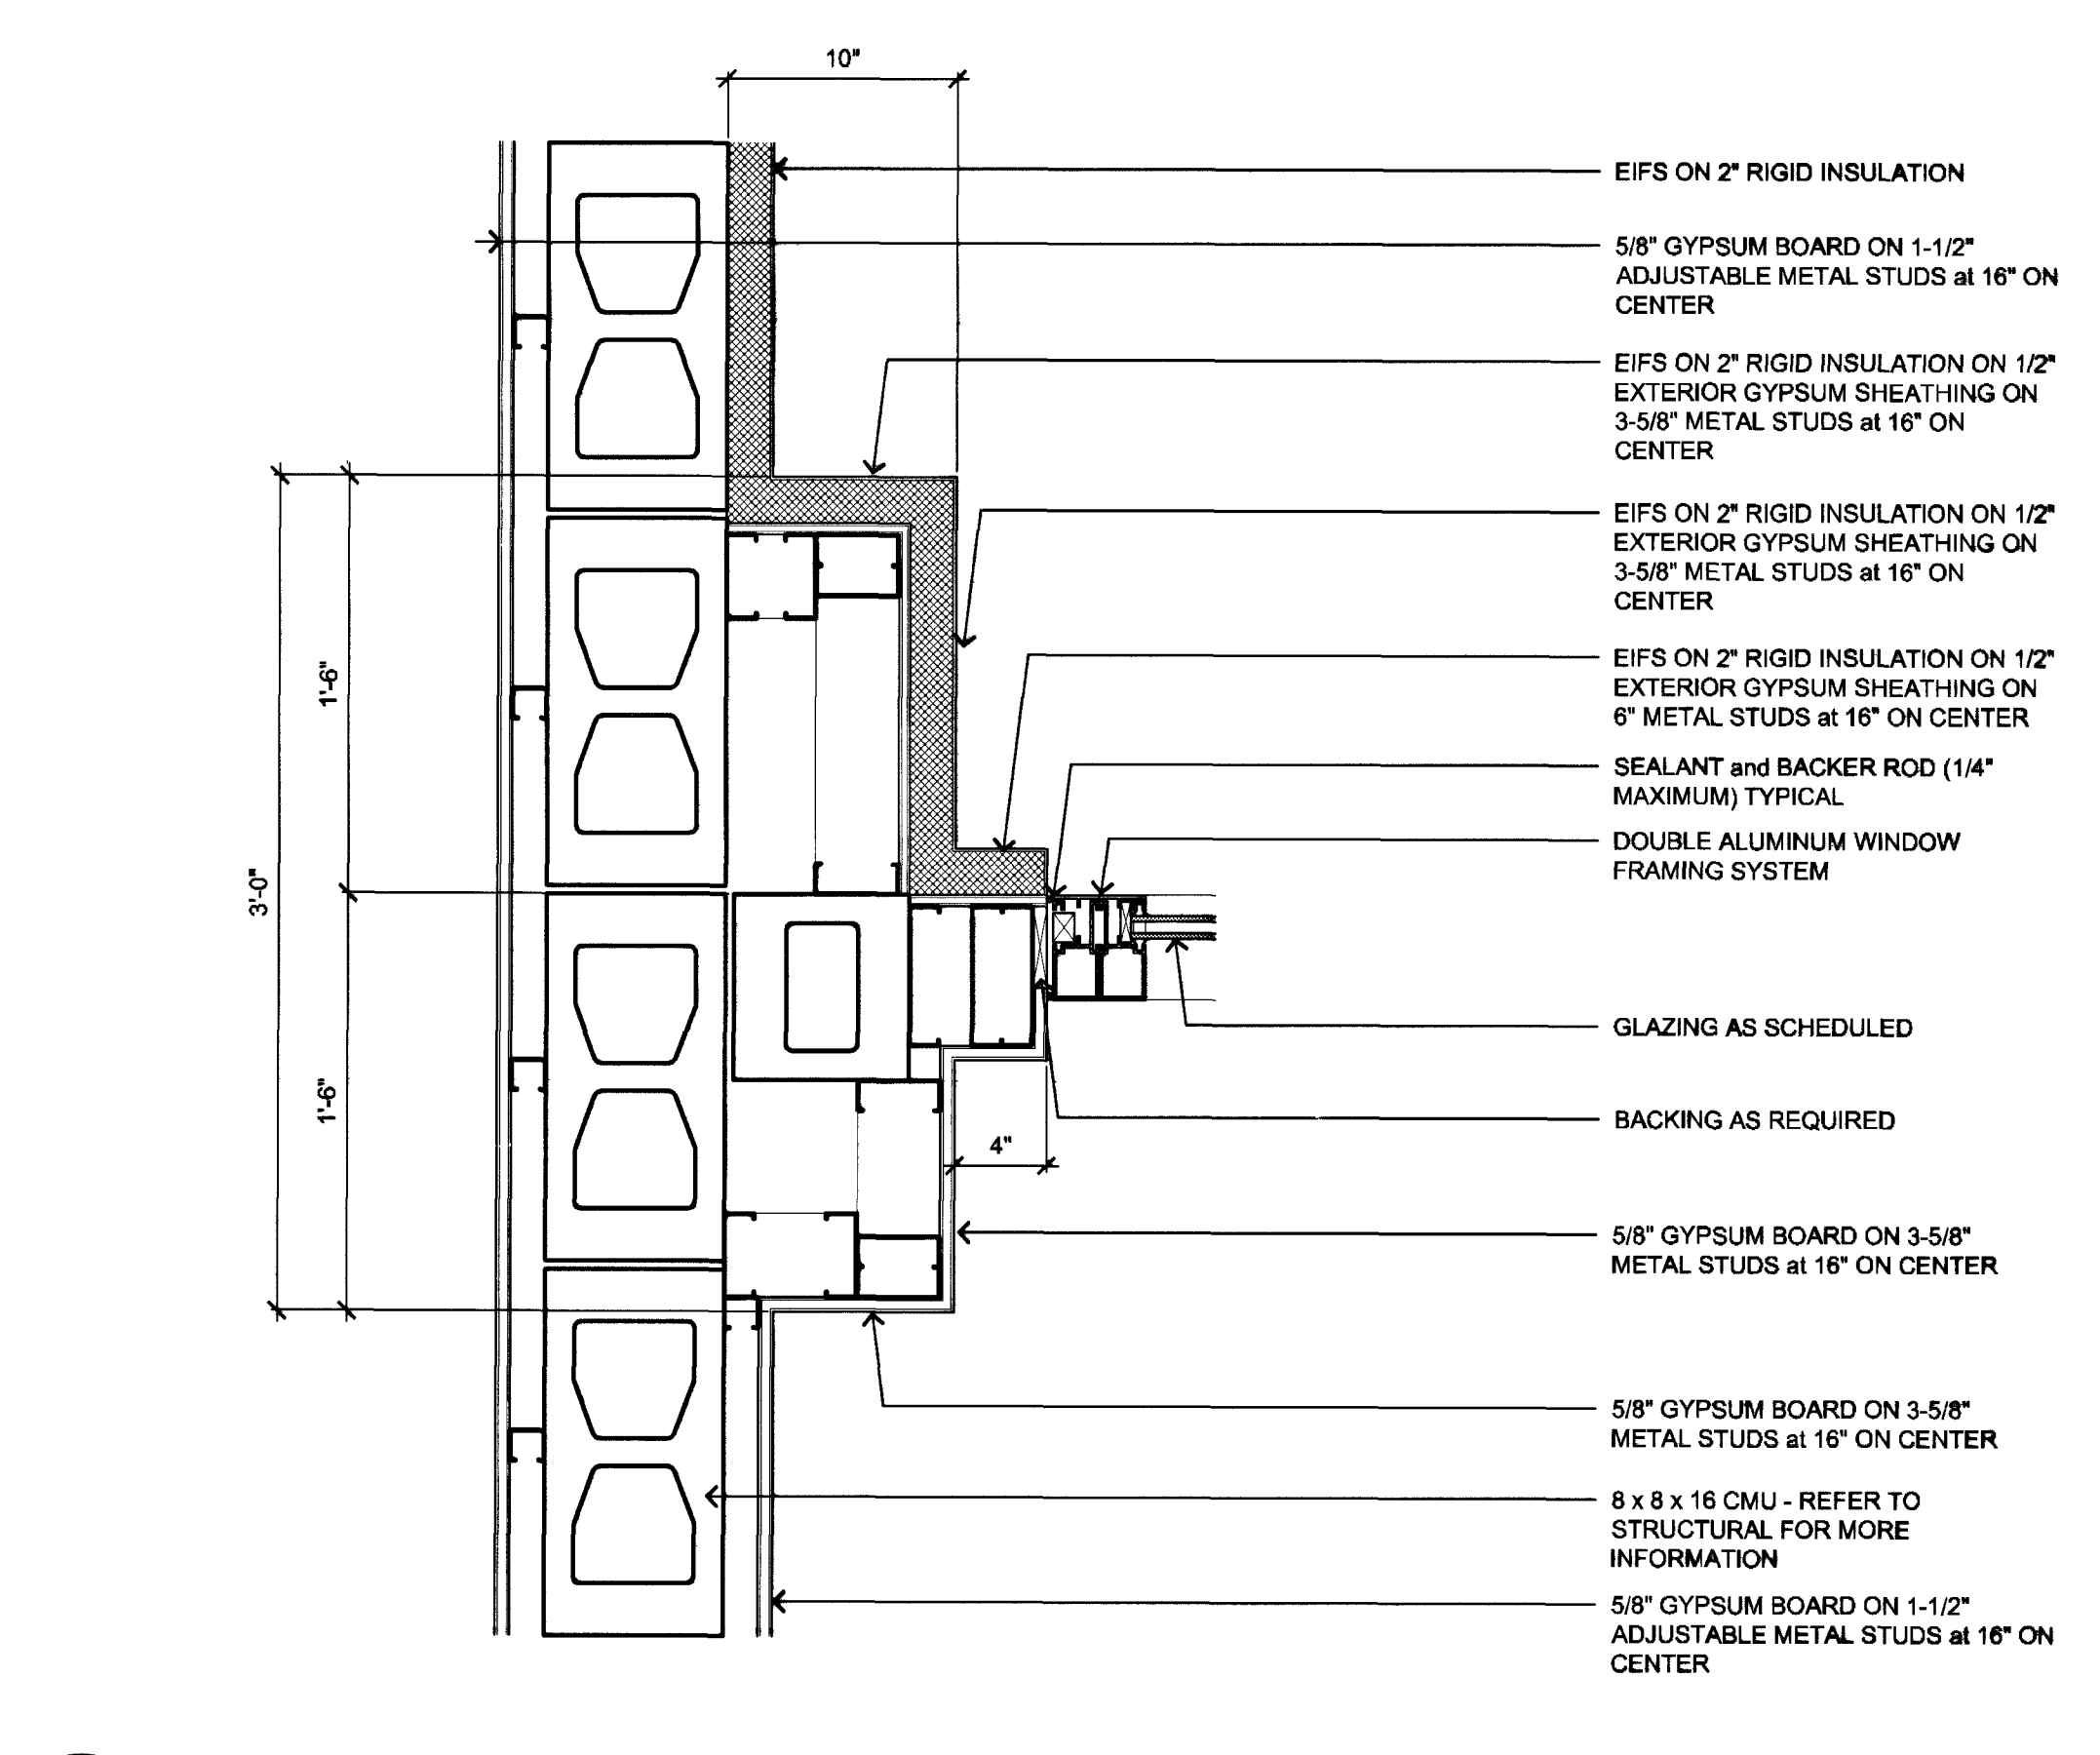 10"
EIFS ON 2" RIGID INSULATION
5/8" GYPSUM BOARD ON 1-1/2"
ADJUSTABLE METAL STUDS at 16" ON
CENTER
EIFS ON 2" RIGID INSULATION ON 1/2"
EXTERIOR GYPSUM SHEATHING ON
3-5/8" METAL STUDS at 16" ON
CENTER
EIFS ON 2" RIGID INSULATION ON 1/2"
EXTERIOR GYPSUM SHEATHING ON
3-5/8" METAL STUDS at 16" ON
CENTER
EIFS ON 2" RIGID INSULATION ON 1/2"
EXTERIOR GYPSUM SHEATHING ON
6" METAL STUDS at 16" ON CENTER
1'-6"
SEALANT and BACKER ROD (1/4"
MAXIMUM) TYPICAL
DOUBLE ALUMINUM WINDOW
FRAMING SYSTEM
3'-0"
GLAZING AS SCHEDULED
1'-6"
BACKING AS REQUIRED
4"
5/8" GYPSUM BOARD ON 3-5/8"
METAL STUDS at 16" ON CENTER
5/8" GYPSUM BOARD ON 3-5/8"
METAL STUDS at 16" ON CENTER
8 x 8 x 16 CMU - REFER TO
STRUCTURAL FOR MORE
INFORMATION
5/8" GYPSUM BOARD ON 1-1/2"
ADJUSTABLE METAL STUDS at 16" ON
CENTER